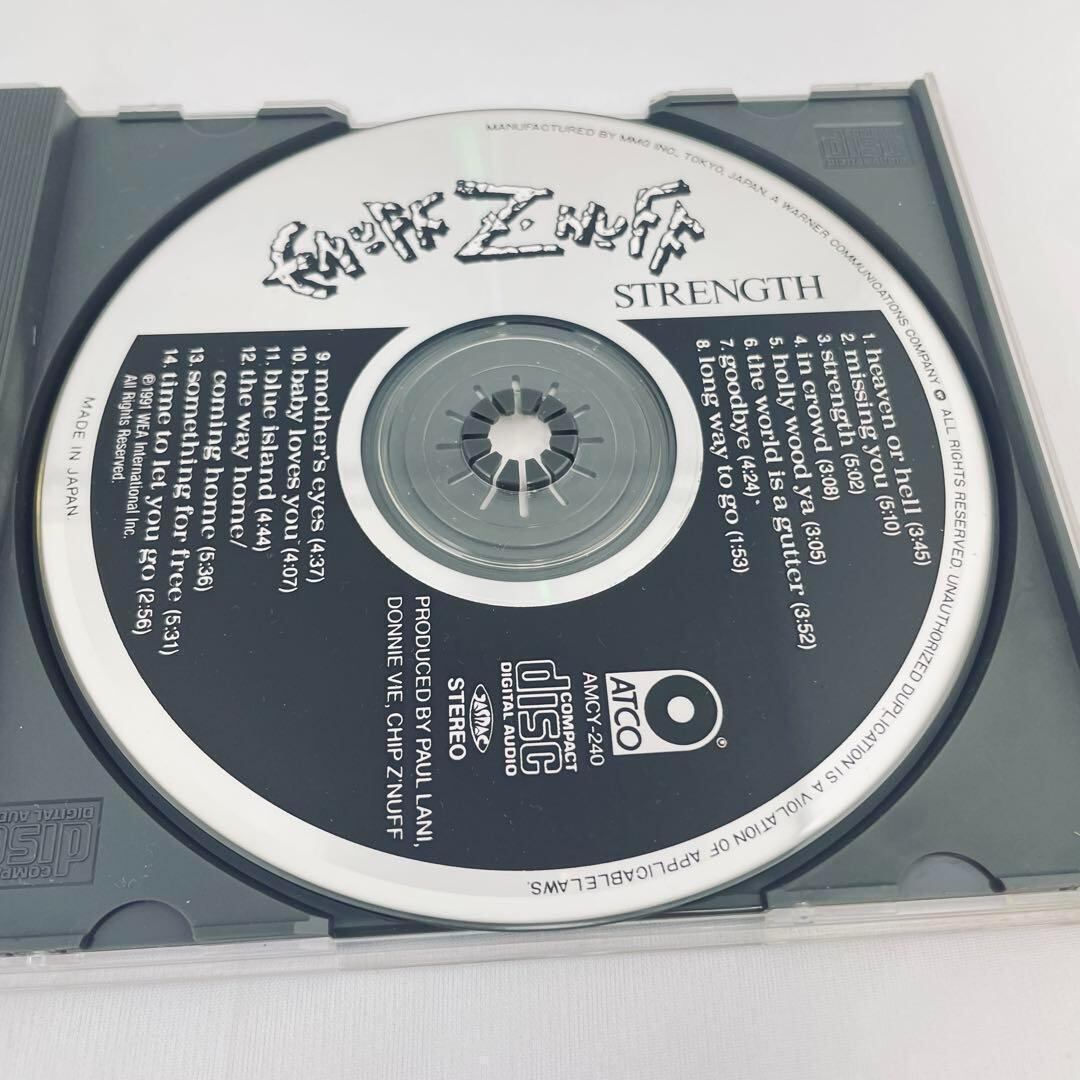 ENUFF Z'NUFF
STRENGTH
1. heaven or hell (3:45)
2. missing you (5:10)
3. strength (5:02)
4. in crowd (3:08)
5. holly wood ya (3:05)
6. the world is a gutter (3:52)
7. goodbye (4:24)
8. long way to go (1:53)
9. mother's eyes (4:37)
10. baby loves you (4:07)
11. blue island (4:44)
12. the way home/
coming home (5:36)
13. something for free (5:31)
14. time to let you go (2:56)
℗1991 WEA International Inc.
All Rights Reserved.
ATCO
®
AMCY-240
COMPACT
disc
DIGITAL AUDIO
JASRAC
STEREO
PRODUCED BY PAUL LANI,
DONNIE VIE, CHIP Z'NUFF
MANUFACTURED BY MMG INC., TOKYO, JAPAN. A WARNER COMMUNICATIONS COMPANY ALL RIGHTS RESERVED. UNAUTHORIZED DUPLICATION IS A VIOLATION OF APPLICABLE LAWS.
MADE IN JAPAN.
disc
COMPA
disc
DIGITAL AUD